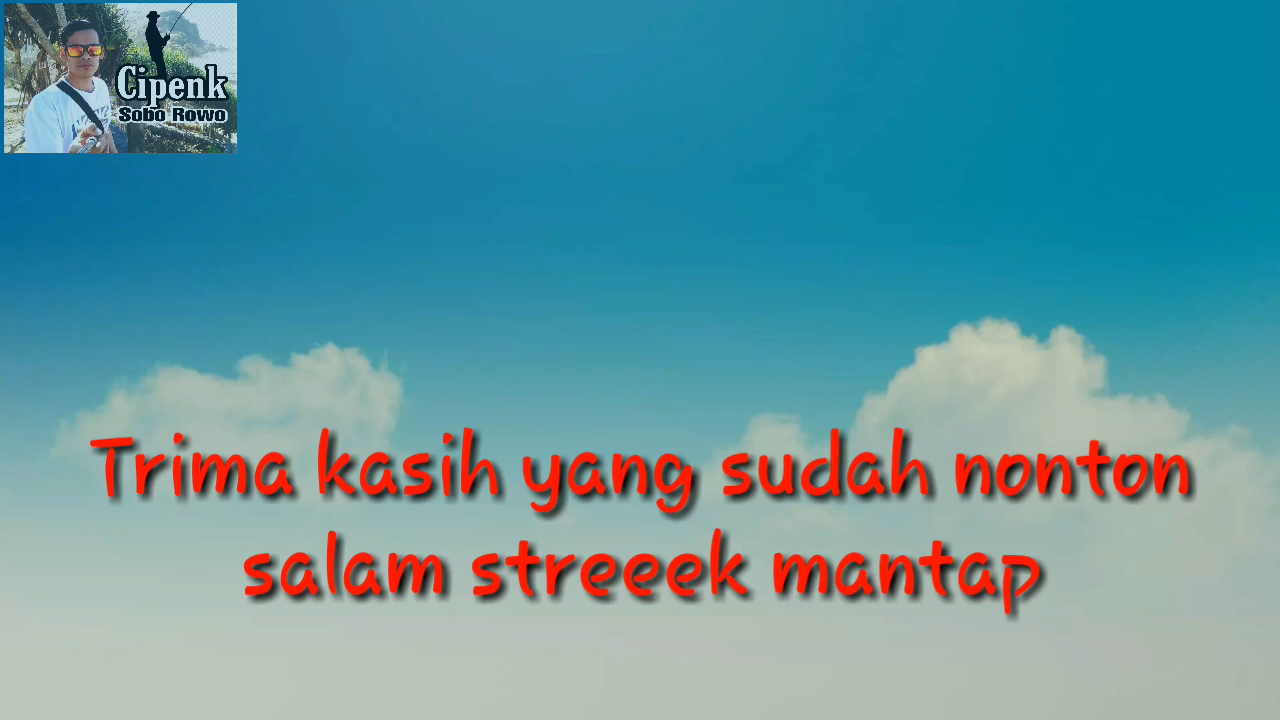 Cipenk
Sobo Rowo
Trima kasih yang sudah nonton
salam streeek mantap